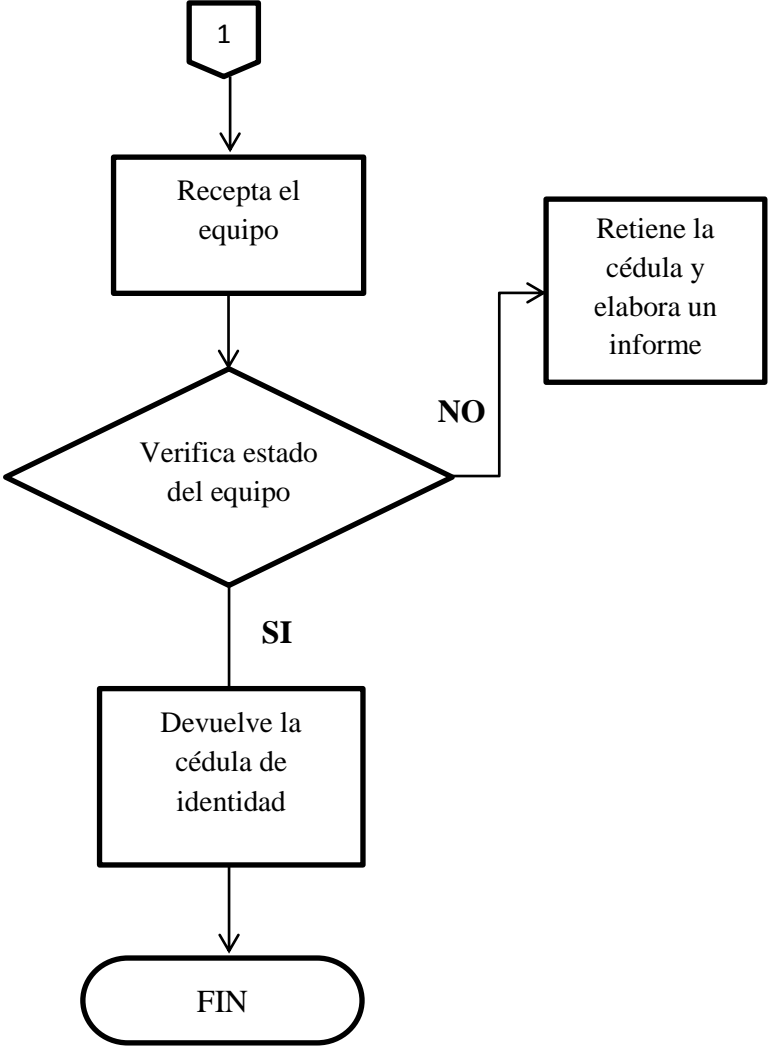 1
Recepta el
equipo
Retiene la
cédula y
elabora un
informe
NO
Verifica estado
del equipo
SI
Devuelve la
cédula de
identidad
FIN